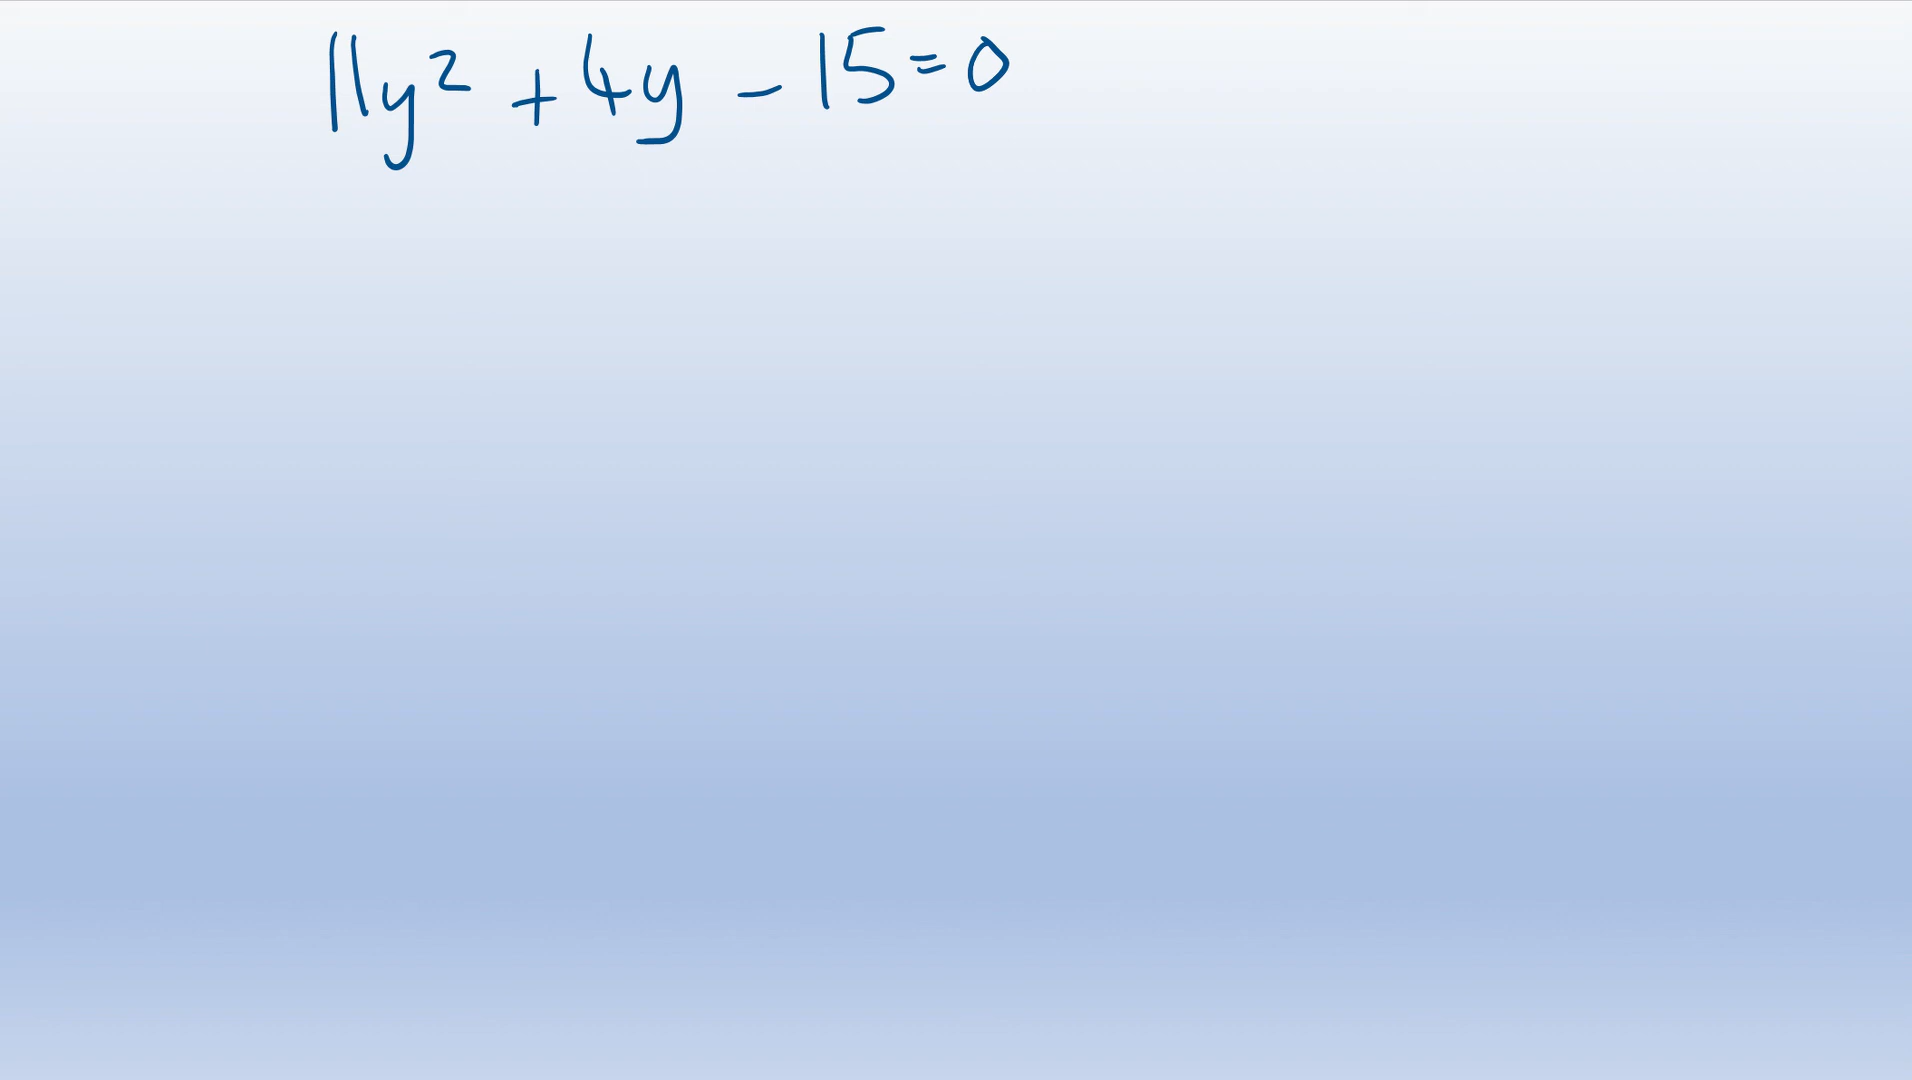 11y² + 4y - 15 = 0